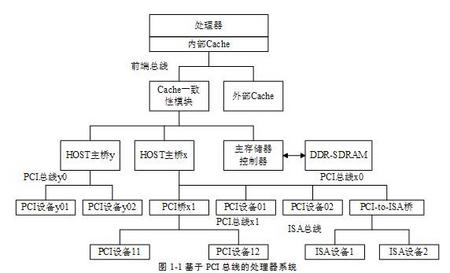 处理器
内部Cache
前端总线
Cache一致
性模块
外部Cache
HOST主桥y
HOST主桥x
主存储器
控制器
DDR-SDRAM
PCI总线y0
PCI总线x0
PCI设备y01
PCI设备y02
PCI桥x1
PCI设备01
PCI设备02
PCI-to-ISA桥
PCI总线x1
ISA总线
PCI设备11
PCI设备12
ISA设备1
ISA设备2
图 1-1 基于 PCI 总线的处理器系统